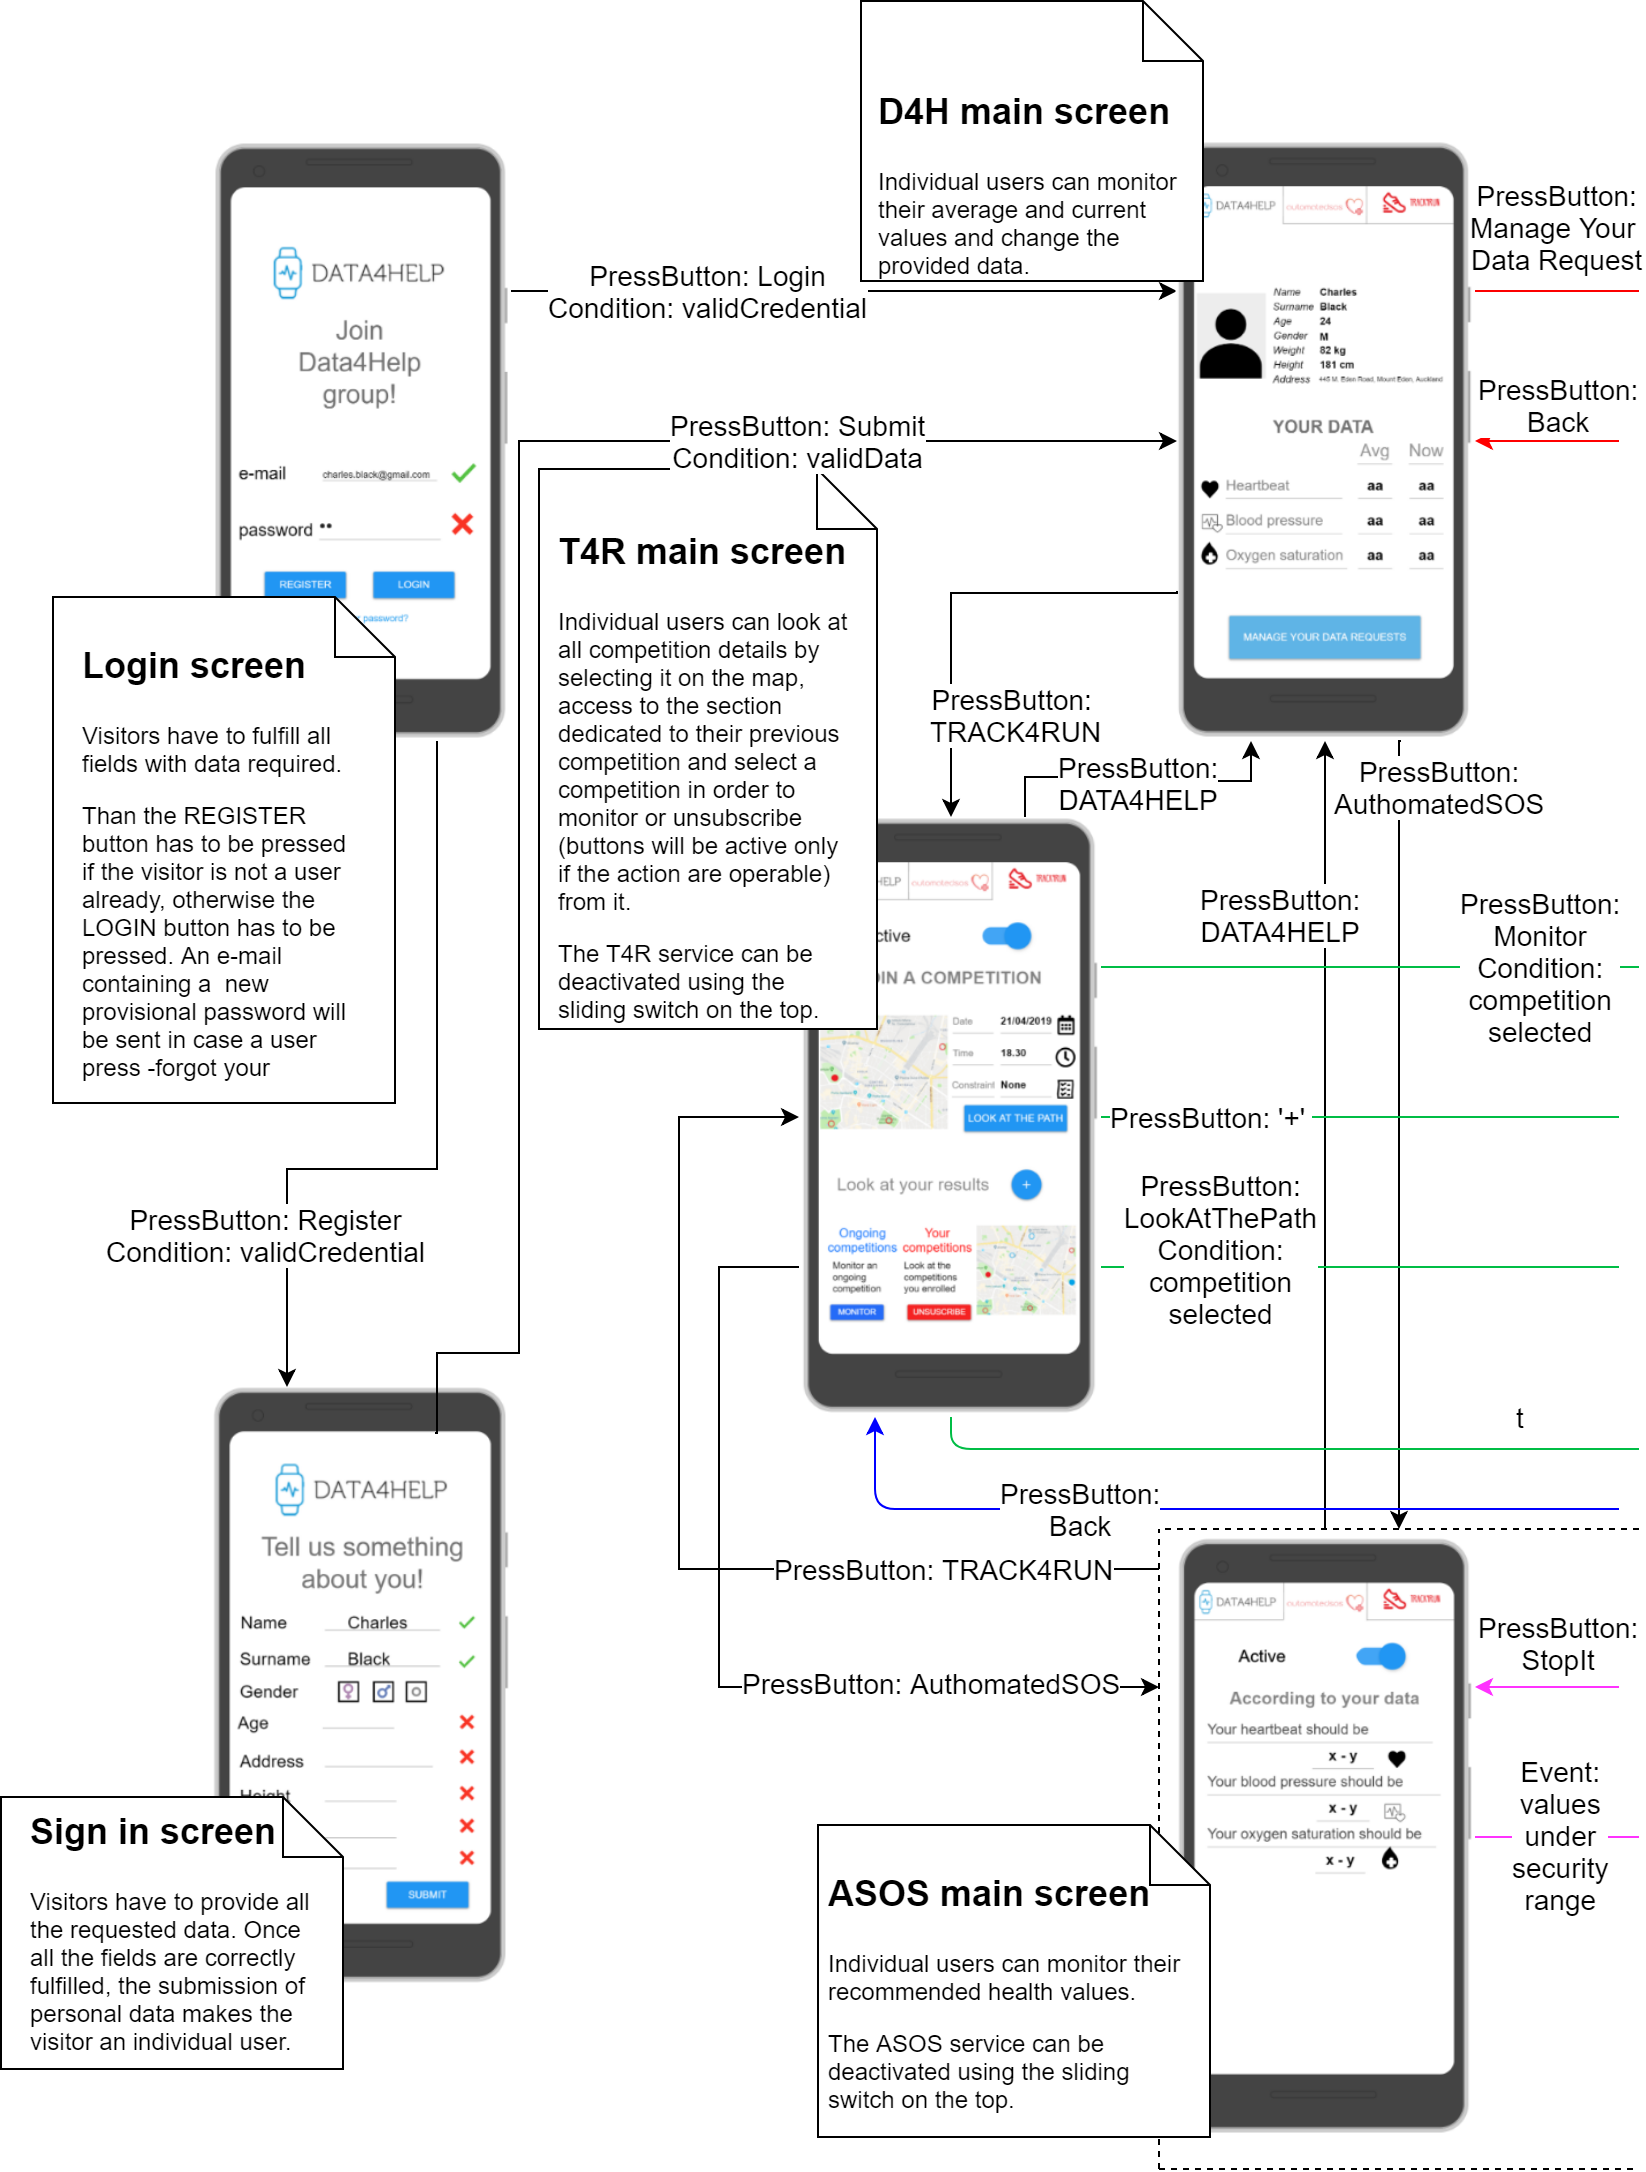 D4H main screen
Individual users can monitor
their average and current
values and change the
provided data.
DATA4HELP
automatedsos
TRACK4RUN
Name Charles
Surname Black
Age 24
Gender M
Weight 82 kg
Height 181 cm
Address 445 M. Eden Road, Mount Eden, Auckland
YOUR DATA
Avg Now
Heartbeat aa aa
Blood pressure aa aa
Oxygen saturation aa aa
MANAGE YOUR DATA REQUESTS
PressButton:
Manage Your
Data Request
PressButton:
Back
DATA4HELP
Join
Data4Help
group!
e-mail charles.black@gmail.com
password ••
REGISTER LOGIN
password?
PressButton: Login
Condition: validCredential
PressButton: Submit
Condition: validData
Login screen
Visitors have to fulfill all
fields with data required.
Than the REGISTER
button has to be pressed
if the visitor is not a user
already, otherwise the
LOGIN button has to be
pressed. An e-mail
containing a  new
provisional password will
be sent in case a user
press -forgot your
T4R main screen
Individual users can look at
all competition details by
selecting it on the map,
access to the section
dedicated to their previous
competition and select a
competition in order to
monitor or unsubscribe
(buttons will be active only
if the action are operable)
from it.
The T4R service can be
deactivated using the
sliding switch on the top.
PressButton:
TRACK4RUN
PressButton:
DATA4HELP
PressButton:
AuthomatedSOS
PressButton:
DATA4HELP
PressButton:
Monitor
Condition:
competition
selected
HELP
automatedsos
TRACK4RUN
ctive
IN A COMPETITION
Date 21/04/2019
Time 18.30
Constraint None
LOOK AT THE PATH
Look at your results +
Ongoing
competitions
Monitor an
ongoing
competition
MONITOR
Your
competitions
Look at the
competitions
you enrolled
UNSUSCRIBE
PressButton: '+'
PressButton:
LookAtThePath
Condition:
competition
selected
t
PressButton:
Back
PressButton: TRACK4RUN
PressButton: AuthomatedSOS
PressButton: Register
Condition: validCredential
DATA4HELP
Tell us something
about you!
Name Charles
Surname Black
Gender
Age
Address
Height
SUBMIT
Sign in screen
Visitors have to provide all
the requested data. Once
all the fields are correctly
fulfilled, the submission of
personal data makes the
visitor an individual user.
DATA4HELP
automatedsos
TRACK4RUN
Active
According to your data
Your heartbeat should be
x - y
Your blood pressure should be
x - y
Your oxygen saturation should be
x - y
PressButton:
StopIt
Event:
values
under
security
range
ASOS main screen
Individual users can monitor their
recommended health values.
The ASOS service can be
deactivated using the sliding
switch on the top.